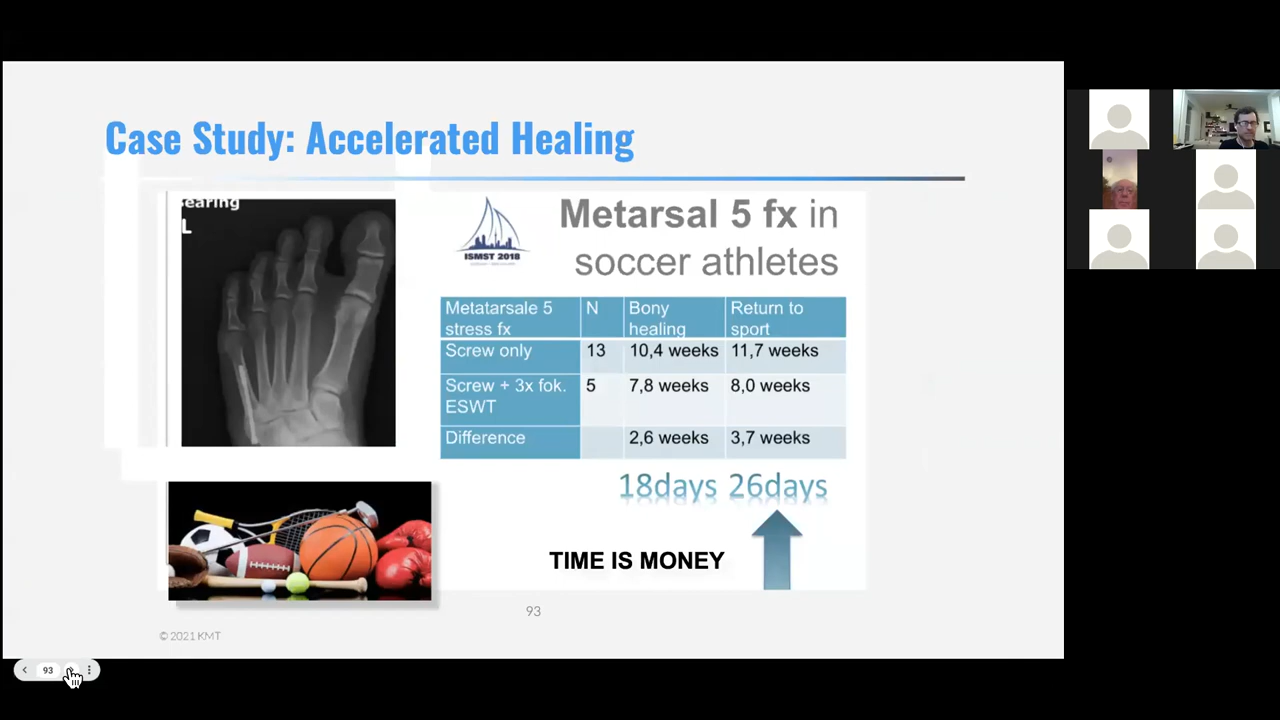 Case Study: Accelerated Healing
earing
L
ISMST 2018
Metarsal 5 fx in
soccer athletes
Metatarsale 5
stress fx
N
Bony
healing
Return to
sport
Screw only
13
10,4 weeks
11,7 weeks
Screw + 3x fok.
ESWT
5
7,8 weeks
8,0 weeks
Difference
2,6 weeks
3,7 weeks
18days 26days
TIME IS MONEY
93
© 2021 KMT
93